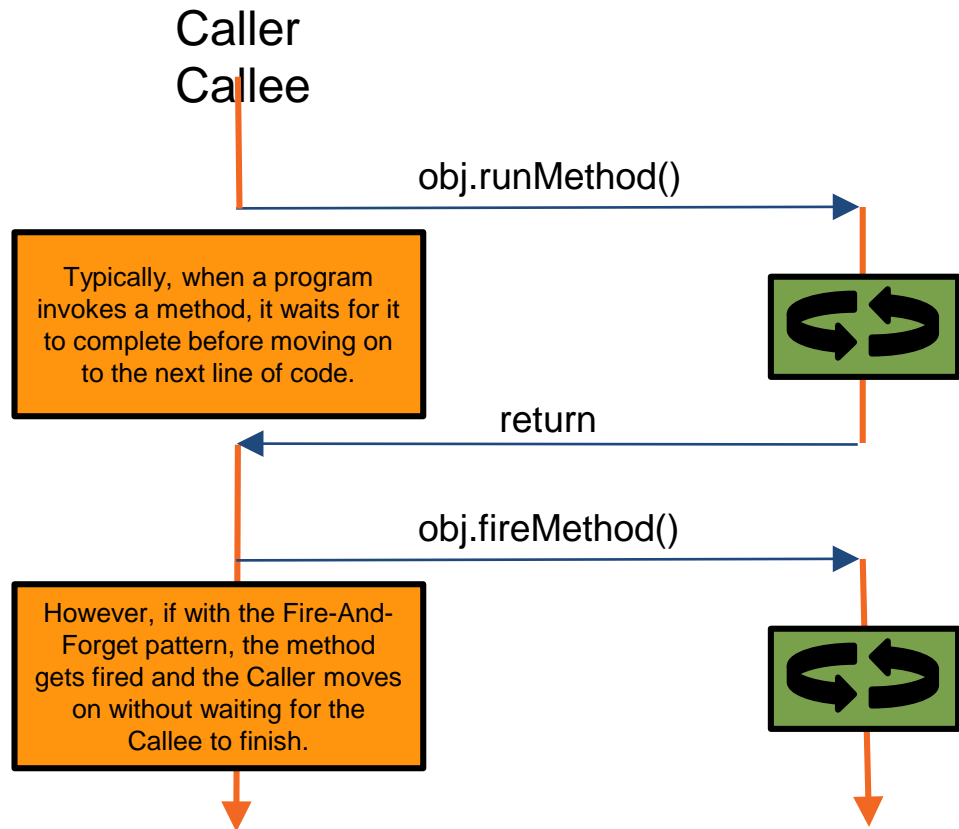 Caller
Callee
obj.runMethod()
Typically, when a program
invokes a method, it waits for it
to complete before moving on
to the next line of code.
return
obj.fireMethod()
However, if with the Fire-And-
Forget pattern, the method
gets fired and the Caller moves
on without waiting for the
Callee to finish.